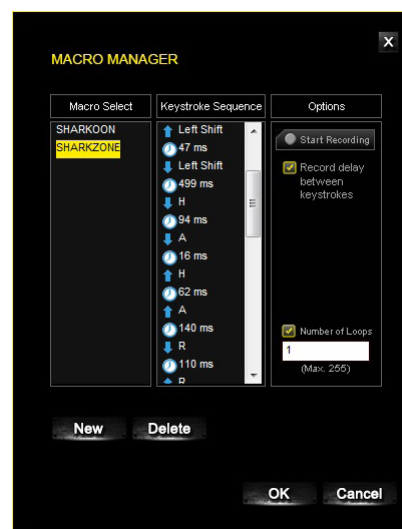 X
MACRO MANAGER
Macro Select
Keystroke Sequence
Options
SHARKOON
SHARKZONE
Left Shift
47 ms
Left Shift
499 ms
H
94 ms
A
16 ms
H
62 ms
A
140 ms
R
110 ms
R
Start Recording
Record delay
between
keystrokes
Number of Loops
1
(Max. 255)
New
Delete
OK
Cancel